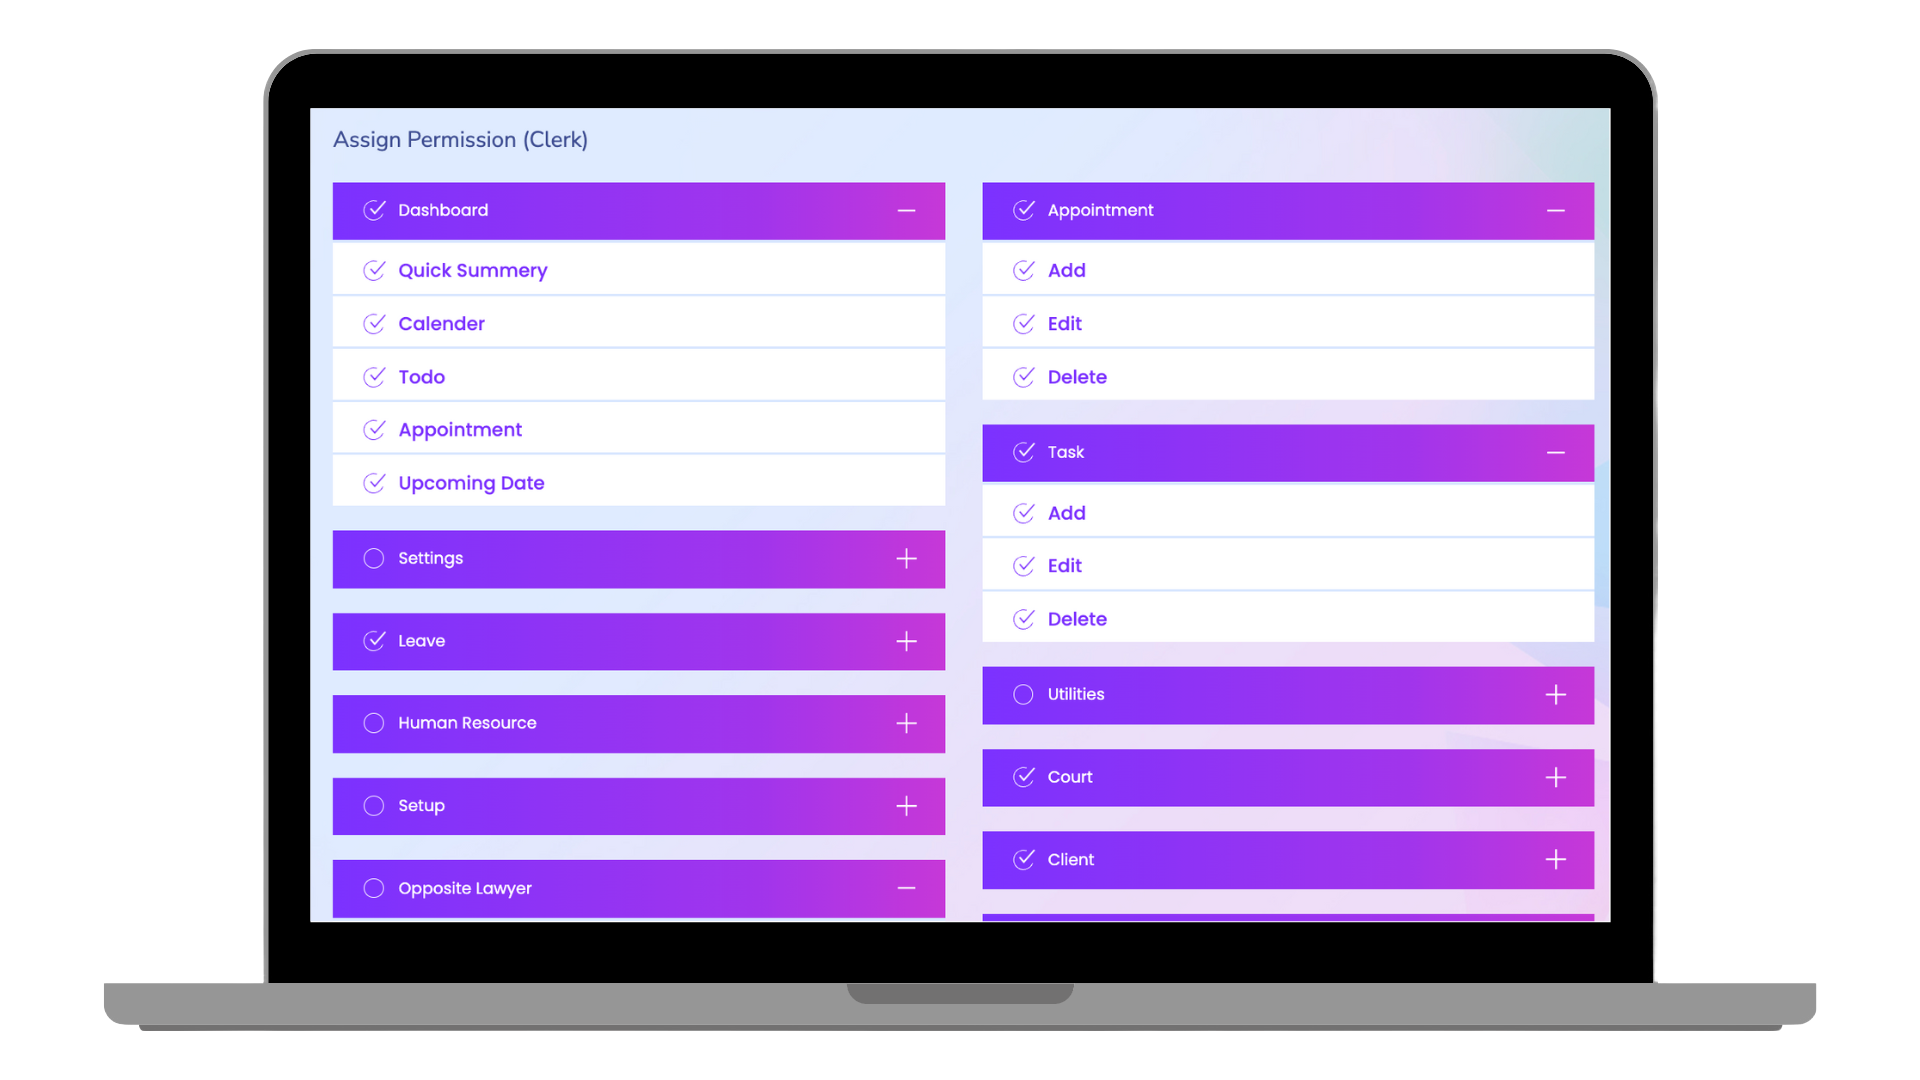 Assign Permission (Clerk)
Dashboard
Quick Summery
Calender
Todo
Appointment
Upcoming Date
Settings
Leave
Human Resource
Setup
Opposite Lawyer
Appointment
Add
Edit
Delete
Task
Add
Edit
Delete
Utilities
Court
Client